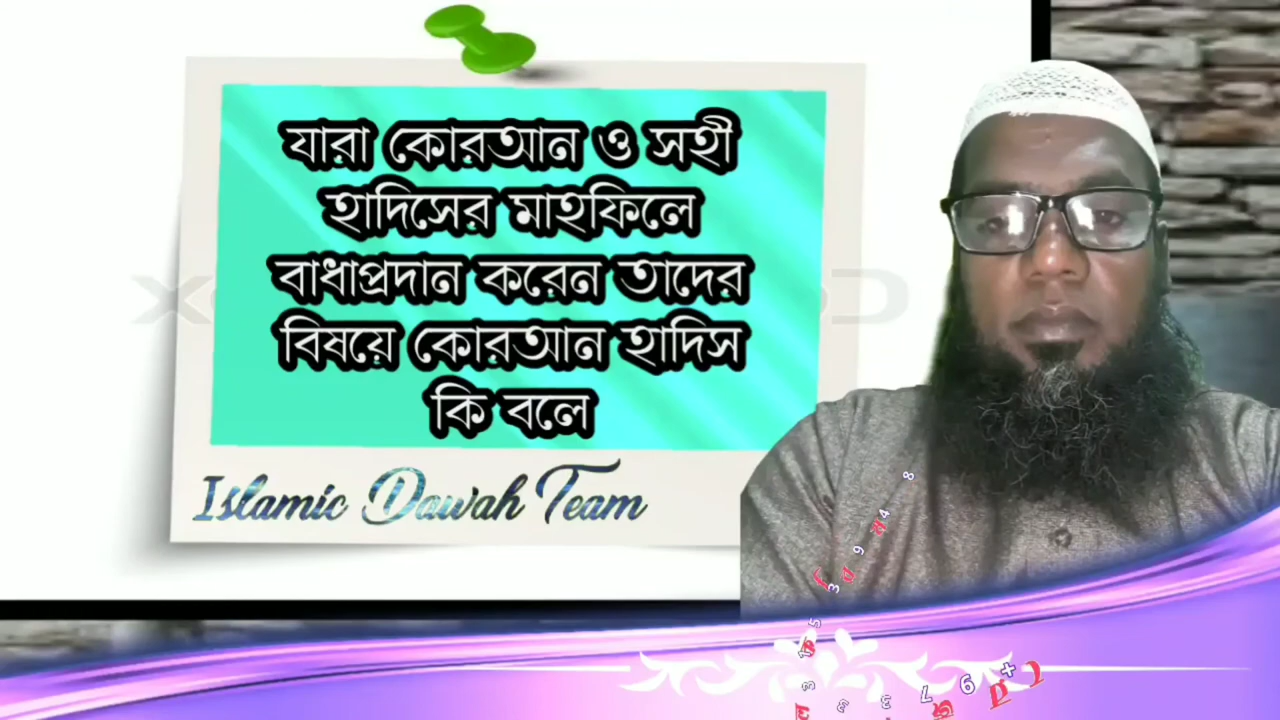 যারা কোরআন ও সহী
হাদিসের মাহফিলে
বাধাপ্রদান করেন তাদের
বিষয়ে কোরআন হাদিস
কি বলে
Islamic Dawah Team